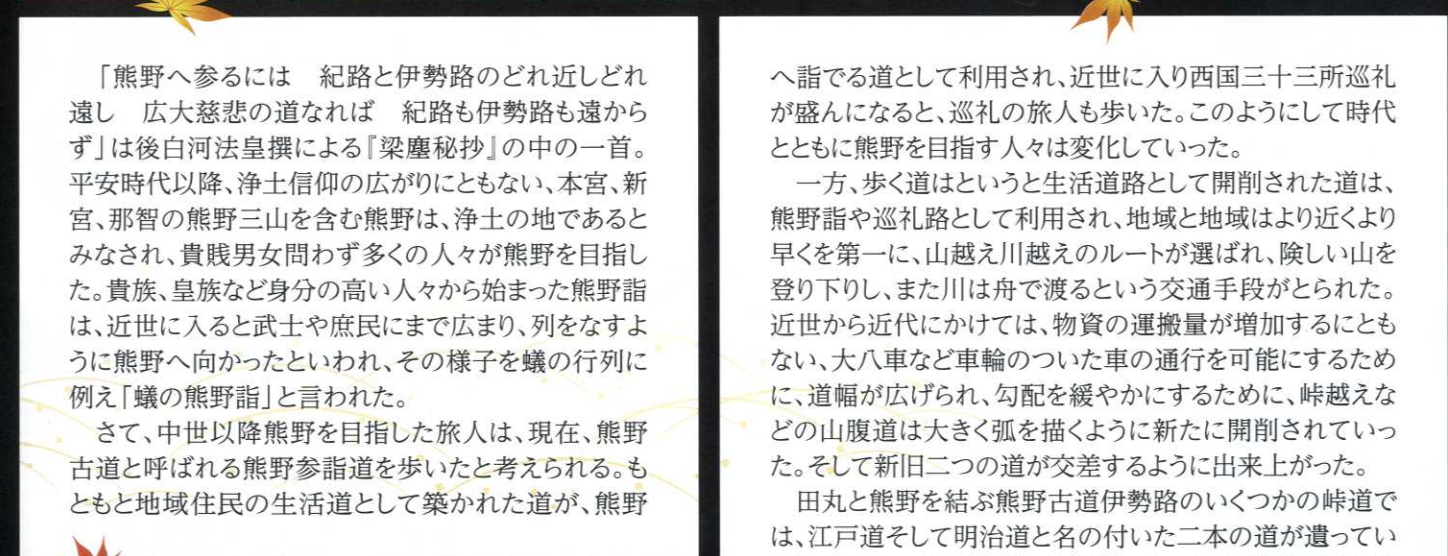 「熊野へ参るには　紀路と伊勢路のどれ近しどれ
遠し　広大慈悲の道なれば　紀路も伊勢路も遠から
ず」は後白河法皇撰による『梁塵秘抄』の中の一首。
平安時代以降、浄土信仰の広がりにともない、本宮、新
宮、那智の熊野三山を含む熊野は、浄土の地であると
みなされ、貴賎男女問わず多くの人々が熊野を目指し
た。貴族、皇族など身分の高い人々から始まった熊野詣
は、近世に入ると武士や庶民にまで広まり、列をなすよ
うに熊野へ向かったといわれ、その様子を蟻の行列に
例え「蟻の熊野詣」と言われた。
さて、中世以降熊野を目指した旅人は、現在、熊野
古道と呼ばれる熊野参詣道を歩いたと考えられる。も
ともと地域住民の生活道として築かれた道が、熊野
へ詣でる道として利用され、近世に入り西国三十三所巡礼
が盛んになると、巡礼の旅人も歩いた。このようにして時代
とともに熊野を目指す人々は変化していった。
一方、歩く道はというと生活道路として開削された道は、
熊野詣や巡礼路として利用され、地域と地域はより近くより
早くを第一に、山越え川越えのルートが選ばれ、険しい山を
登り下りし、また川は舟で渡るという交通手段がとられた。
近世から近代にかけては、物資の運搬量が増加するにとも
ない、大八車など車輪のついた車の通行を可能にするため
に、道幅が広げられ、勾配を緩やかにするために、峠越えな
どの山腹道は大きく弧を描くように新たに開削されていっ
た。そして新旧二つの道が交差するように出来上がった。
田丸と熊野を結ぶ熊野古道伊勢路のいくつかの峠道で
は、江戸道そして明治道と名の付いた二本の道が遺ってい